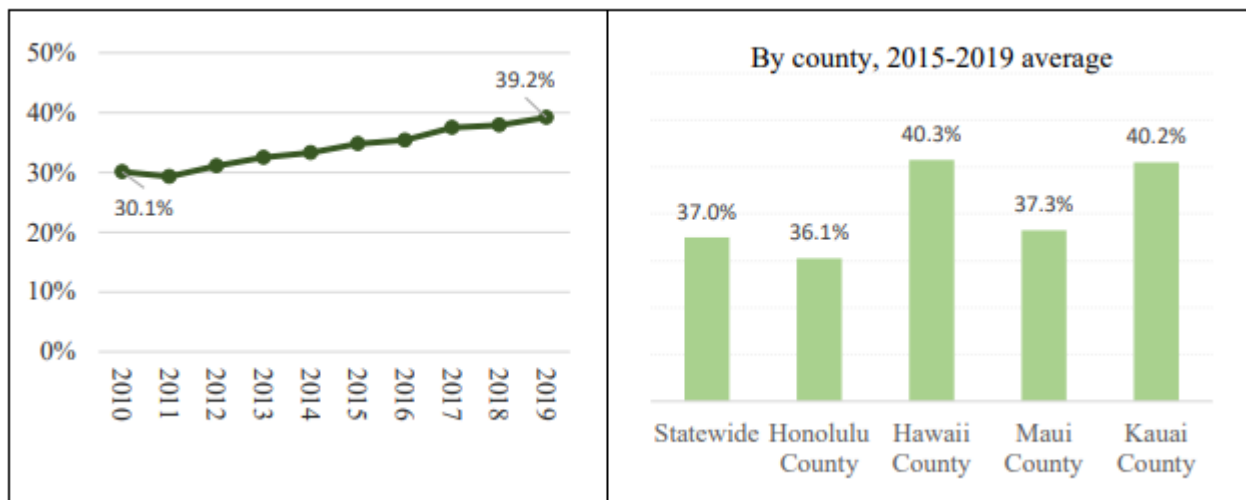 50%
40%
30%
20%
10%
0%
39.2%
30.1%
2010
2011
2012
2013
2014
2015
2016
2017
2018
2019
By county, 2015-2019 average
37.0%
36.1%
40.3%
37.3%
40.2%
Statewide
Honolulu
County
Hawaii
County
Maui
County
Kauai
County